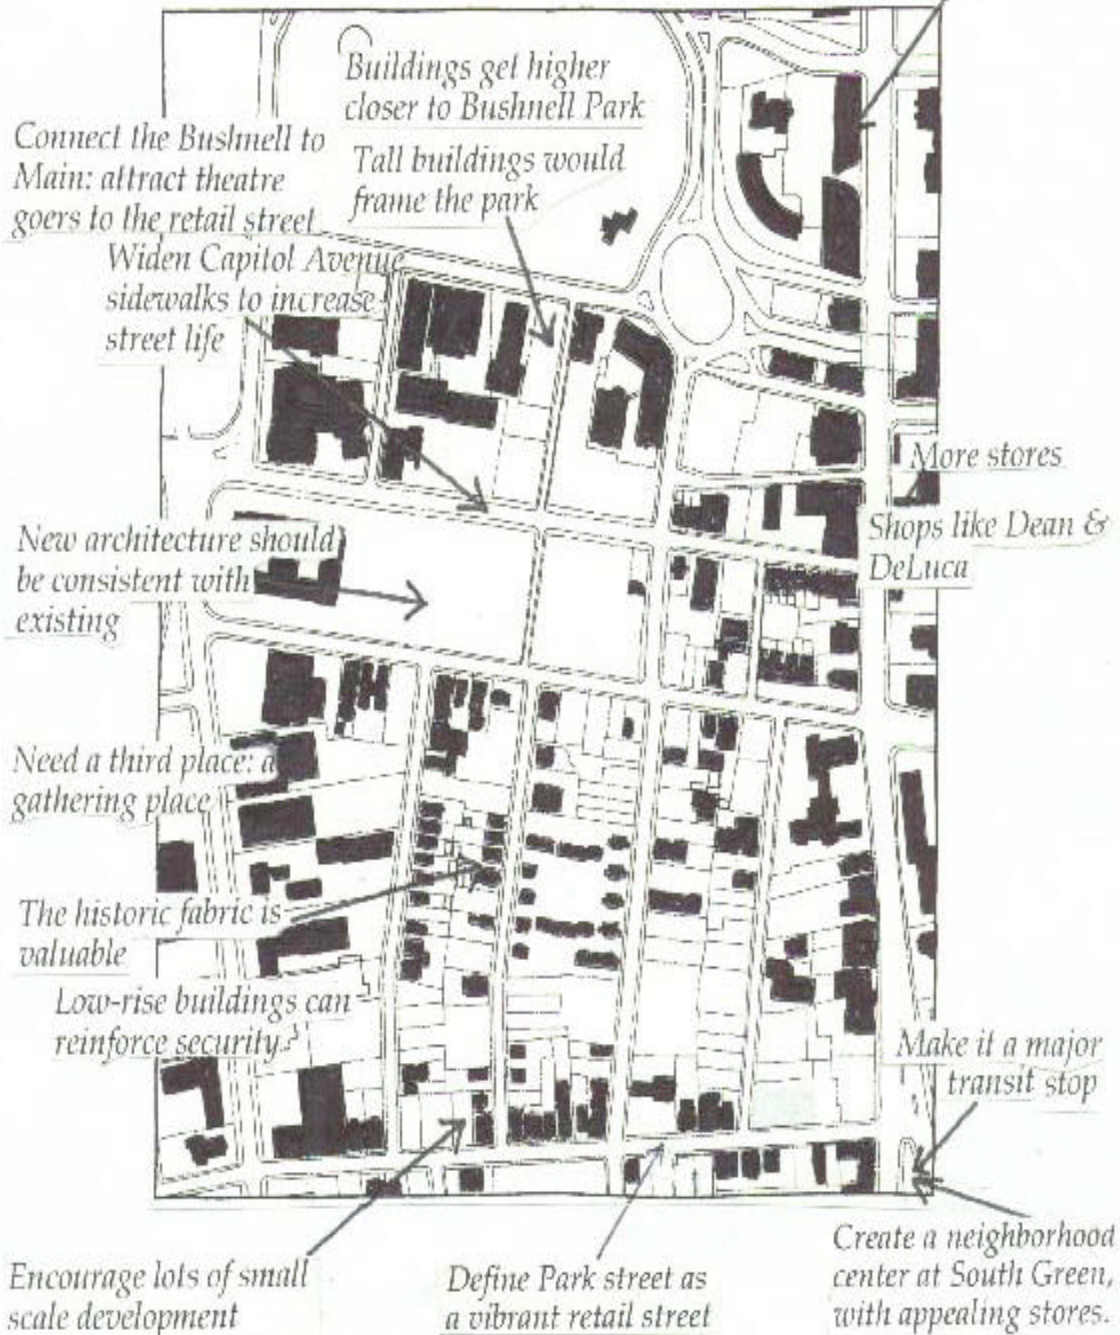 Buildings get higher
closer to Bushnell Park
Tall buildings would
frame the park
Connect the Bushnell to
Main: attract theatre
goers to the retail street
Widen Capitol Avenue
sidewalks to increase
street life
More stores
Shops like Dean &
DeLuca
New architecture should
be consistent with
existing
Need a third place: a
gathering place
The historic fabric is
valuable
Low-rise buildings can
reinforce security
Make it a major
transit stop
Encourage lots of small
scale development
Define Park street as
a vibrant retail street
Create a neighborhood
center at South Green,
with appealing stores.